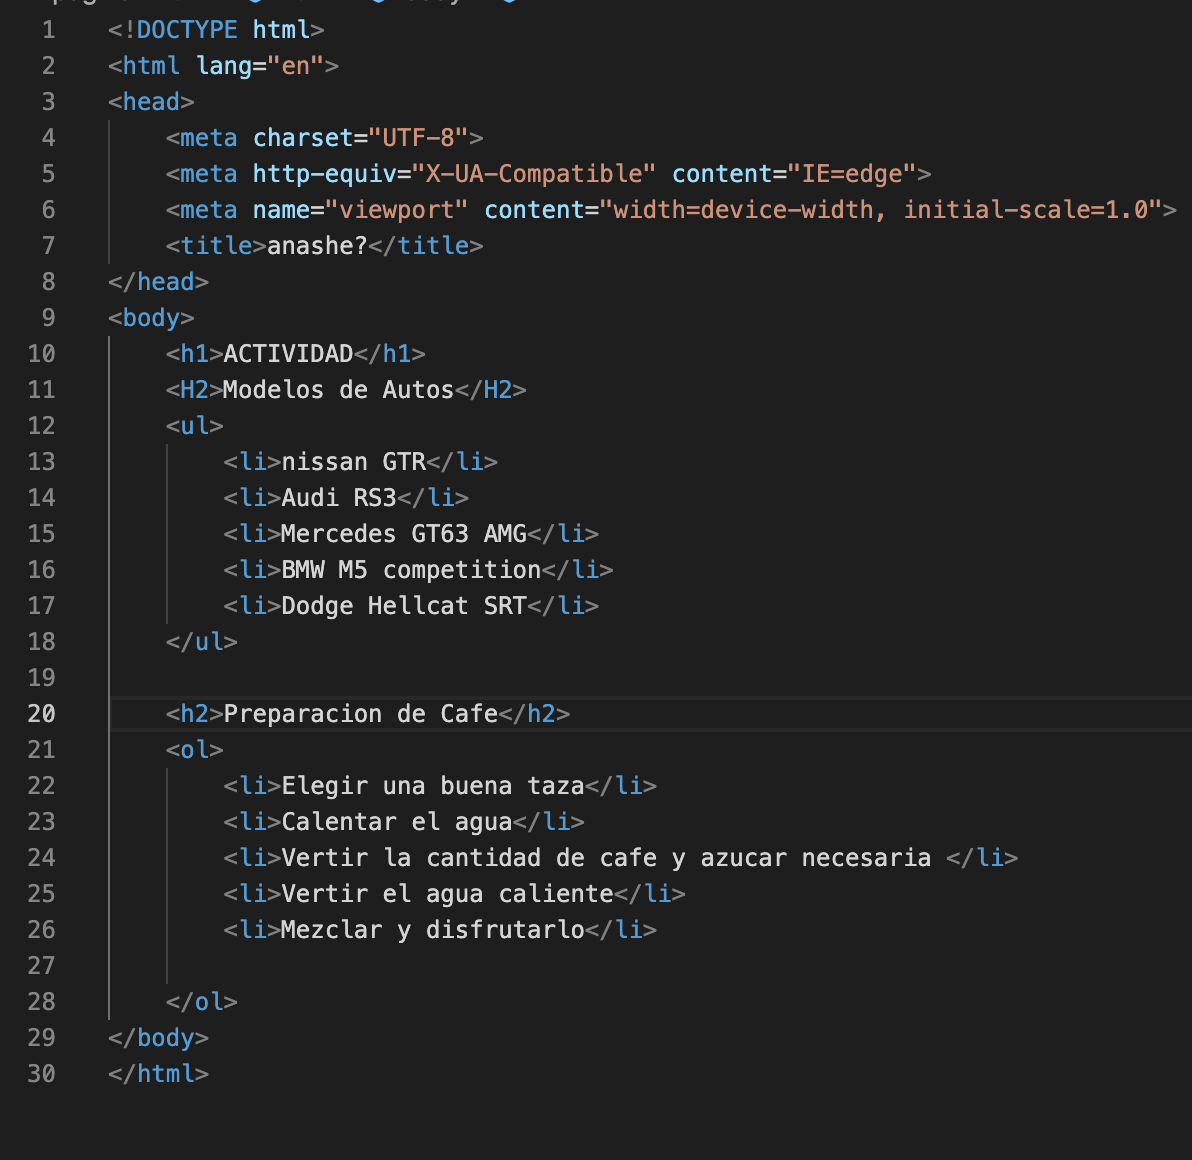 1 <!DOCTYPE html>
2 <html lang="en">
3 <head>
4     <meta charset="UTF-8">
5     <meta http-equiv="X-UA-Compatible" content="IE=edge">
6     <meta name="viewport" content="width=device-width, initial-scale=1.0">
7     <title>anashe?</title>
8 </head>
9 <body>
10     <h1>ACTIVIDAD</h1>
11     <H2>Modelos de Autos</H2>
12     <ul>
13         <li>nissan GTR</li>
14         <li>Audi RS3</li>
15         <li>Mercedes GT63 AMG</li>
16         <li>BMW M5 competition</li>
17         <li>Dodge Hellcat SRT</li>
18     </ul>
19
20     <h2>Preparacion de Cafe</h2>
21     <ol>
22         <li>Elegir una buena taza</li>
23         <li>Calentar el agua</li>
24         <li>Vertir la cantidad de cafe y azucar necesaria </li>
25         <li>Vertir el agua caliente</li>
26         <li>Mezclar y disfrutarlo</li>
27
28     </ol>
29 </body>
30 </html>